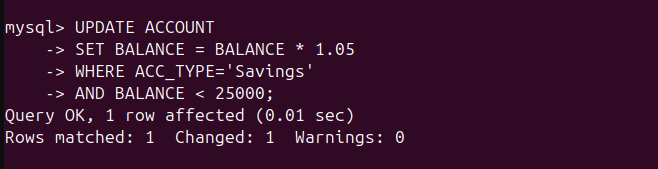 mysql> UPDATE ACCOUNT
    -> SET BALANCE = BALANCE * 1.05
    -> WHERE ACC_TYPE='Savings'
    -> AND BALANCE < 25000;
Query OK, 1 row affected (0.01 sec)
Rows matched: 1  Changed: 1  Warnings: 0